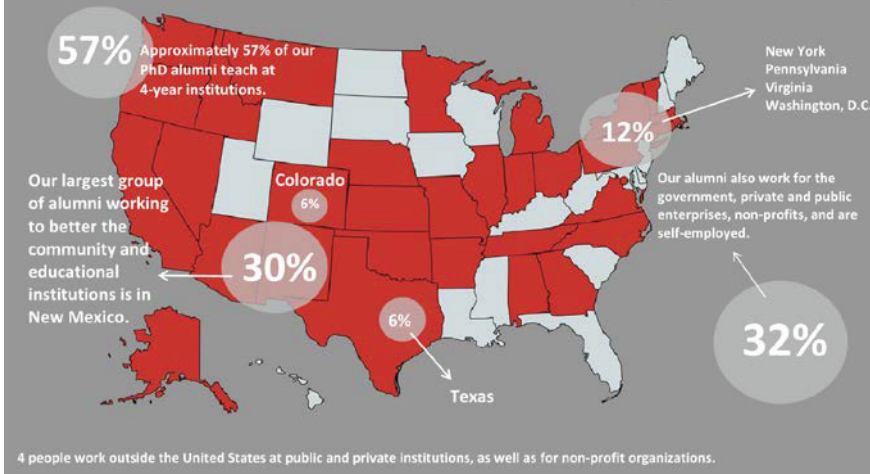 57%
Approximately 57% of our
PhD alumni teach at
4-year institutions.
New York
Pennsylvania
Virginia
Washington, D.C.
12%
Our alumni also work for the
government, private and public
enterprises, non-profits, and are
self-employed.
Our largest group
of alumni working
to better the
community and
educational
institutions is in
New Mexico.
Colorado
6%
30%
6%
Texas
32%
4 people work outside the United States at public and private institutions, as well as for non-profit organizations.